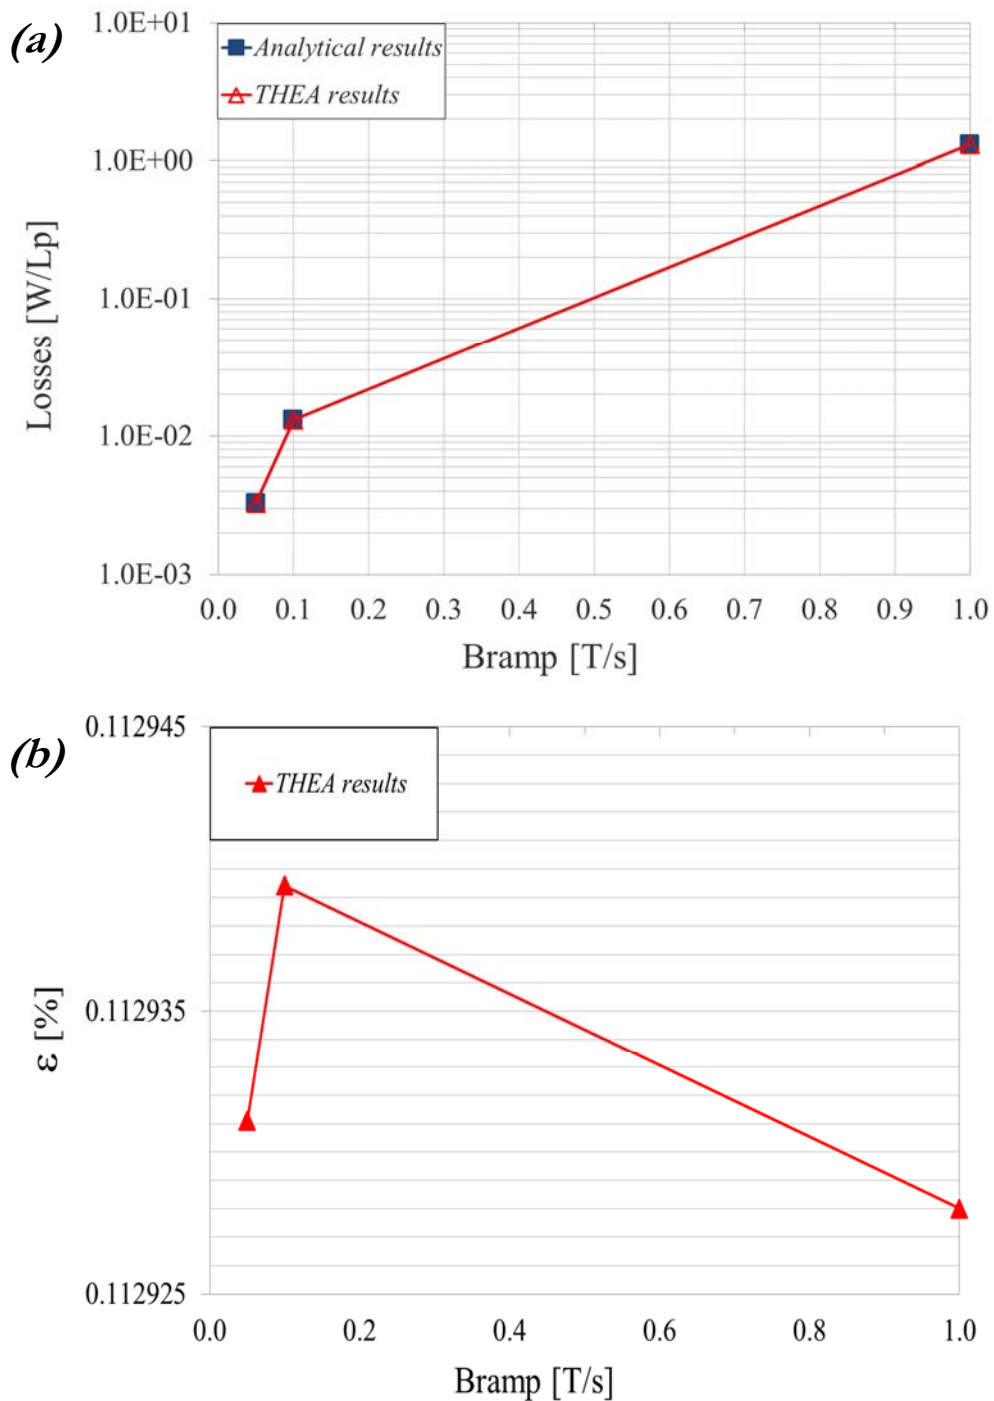 (a)
1.0E+01
Analytical results
THEA results
1.0E+00
1.0E-01
1.0E-02
1.0E-03
Losses [W/Lp]
0.0 0.1 0.2 0.3 0.4 0.5 0.6 0.7 0.8 0.9 1.0
Bramp [T/s]
(b)
0.112945
THEA results
0.112935
0.112925
ε [%]
0.0 0.2 0.4 0.6 0.8 1.0
Bramp [T/s]